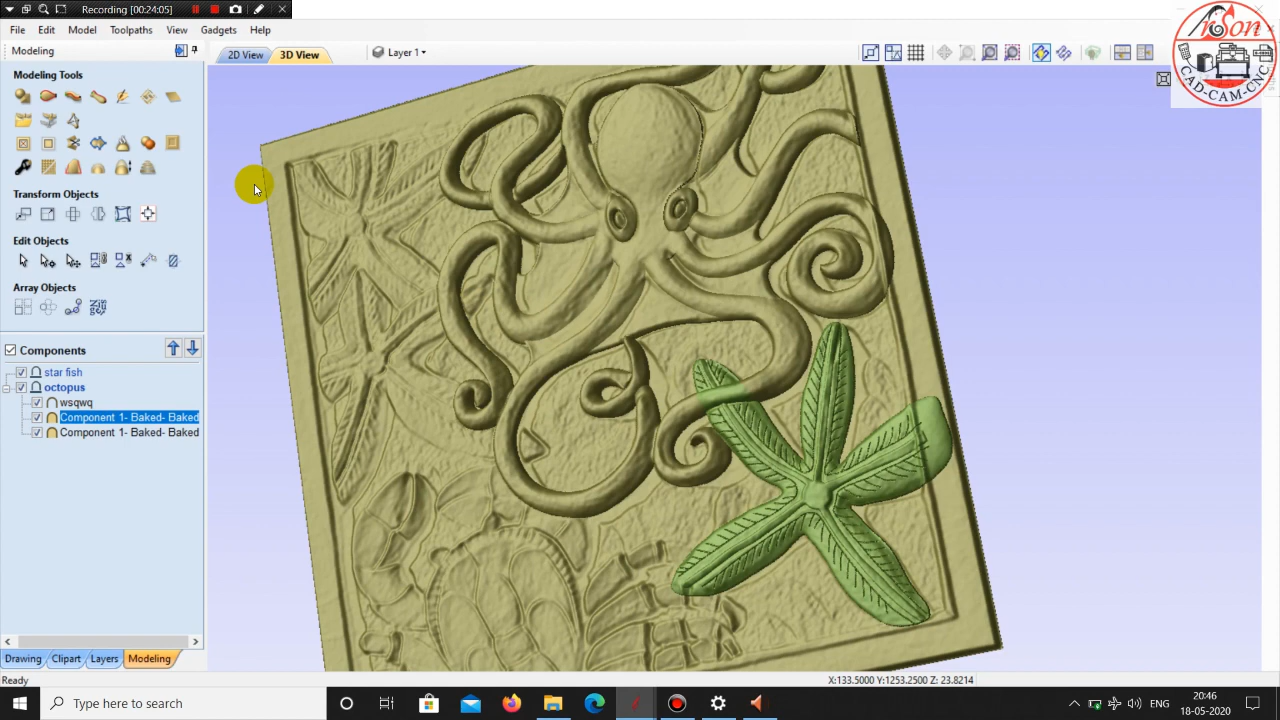 Recording [00:24:05]
File Edit Model Toolpaths View Gadgets Help
Modeling
2D View 3D View Layer 1
Modeling Tools
Transform Objects
Edit Objects
Array Objects
Components
star fish
octopus
wsqwq
Component 1- Baked- Baked
Component 1- Baked- Baked
Drawing Clipart Layers Modeling
Ready
X:133.5000 Y:1253.2500 Z: 23.8214
Type here to search
ENG
20:46
18-05-2020
CAD-CAM-CNC